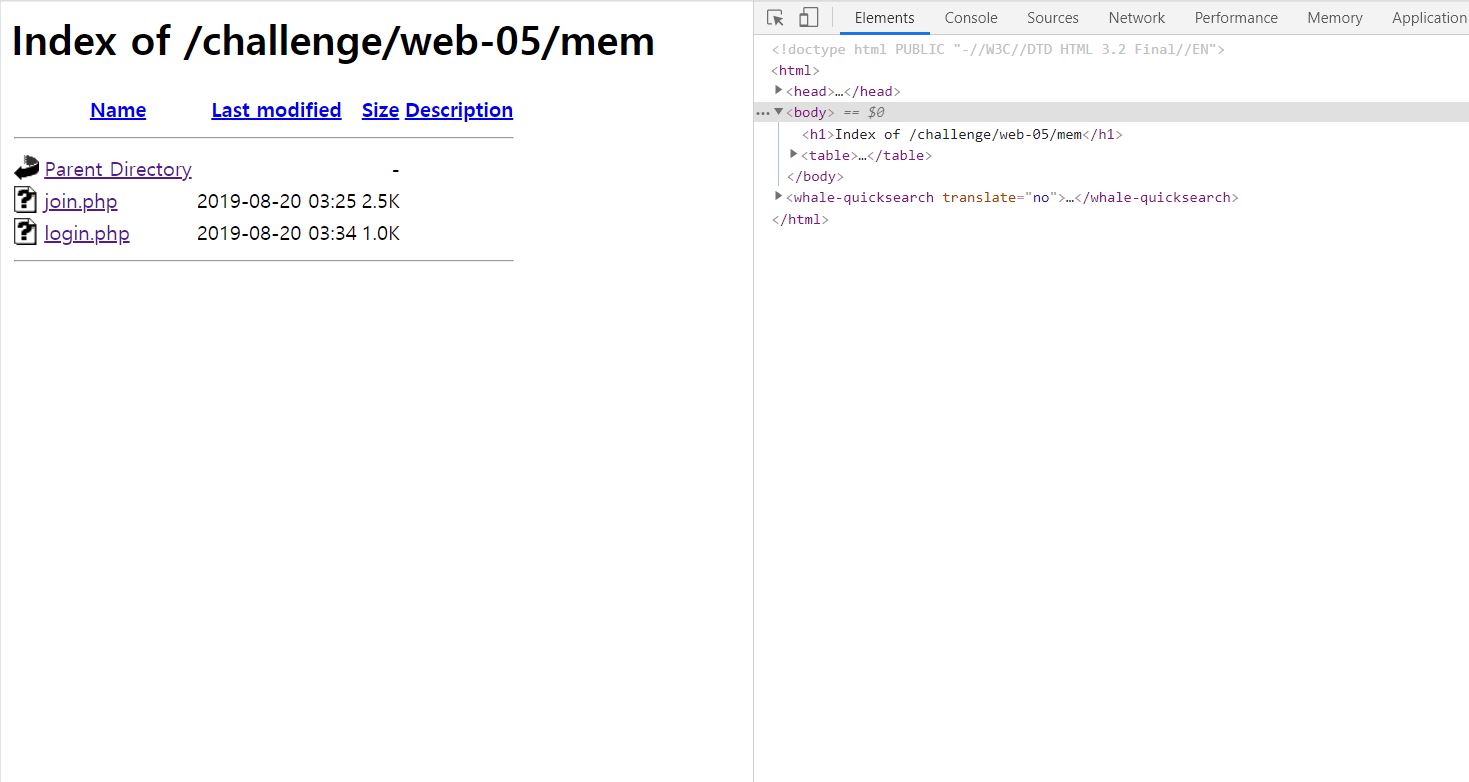 Index of /challenge/web-05/mem
Name Last modified Size Description
Parent Directory -
join.php 2019-08-20 03:25 2.5K
login.php 2019-08-20 03:34 1.0K
Elements Console Sources Network Performance Memory Application
<!doctype html PUBLIC "-//W3C//DTD HTML 3.2 Final//EN">
<html>
<head>…</head>
<body> == $0
<h1>Index of /challenge/web-05/mem</h1>
<table>…</table>
</body>
<whale-quicksearch translate="no">…</whale-quicksearch>
</html>